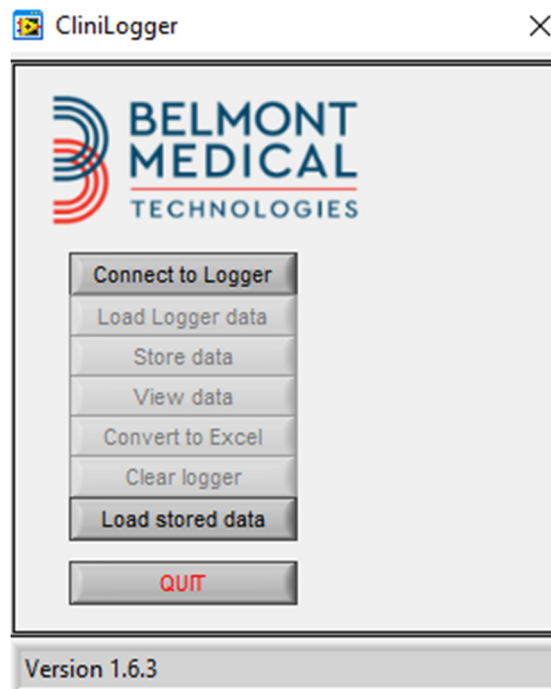 CliniLogger
BELMONT
MEDICAL
TECHNOLOGIES
Connect to Logger
Load Logger data
Store data
View data
Convert to Excel
Clear logger
Load stored data
QUIT
Version 1.6.3